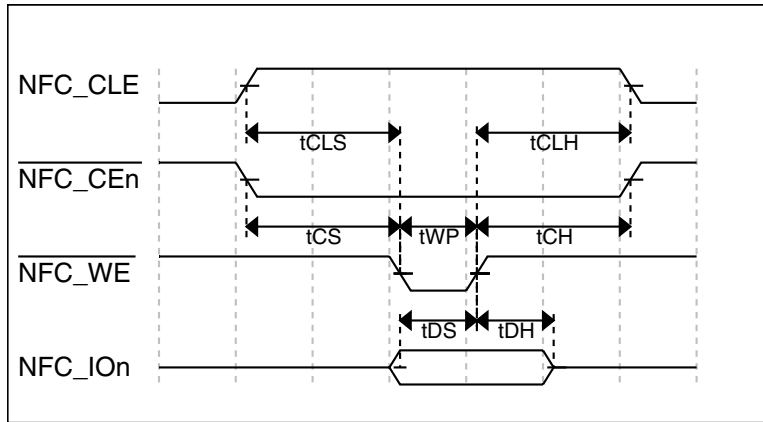 NFC_CLE
tCLS tCLH
NFC_CEn
tCS tWP tCH
NFC_WE
tDS tDH
NFC_IOn